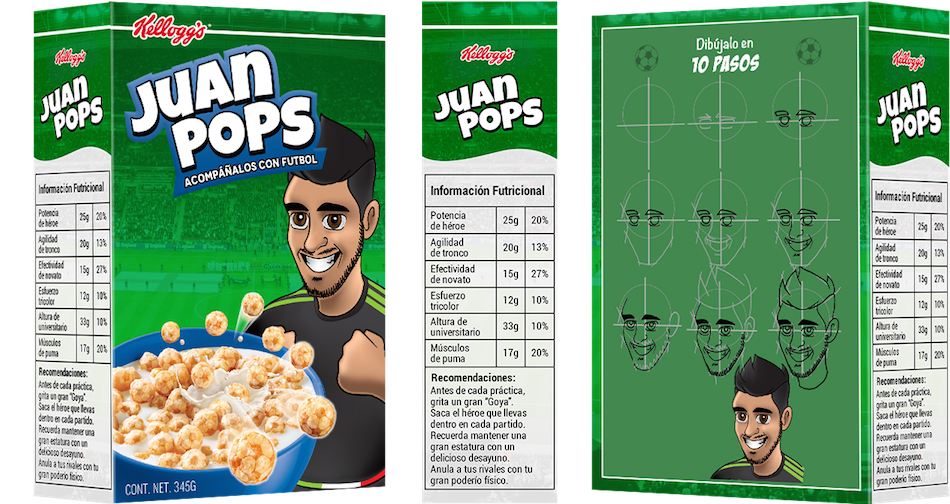 Kellogg's
JUAN
POPS
Información Futricional
Potencia de héroe 25g 20%
Agilidad de tronco 20g 13%
Efectividad de novato 15g 27%
Esfuerzo tricolor 12g 10%
Altura de universitario 33g 10%
Músculos de puma 17g 20%
Recomendaciones:
Antes de cada práctica,
grita un gran "Goya".
Saca el héroe que llevas
dentro en cada partido.
Recuerda mantener una
gran estatura con un
delicioso desayuno.
Anula a tus rivales con tu
gran poderío físico.
Kellogg's
JUAN
POPS
ACOMPÁÑALOS CON FUTBOL
CONT. NET. 345G
Kellogg's
JUAN
POPS
Información Futricional
Potencia de héroe 25g 20%
Agilidad de tronco 20g 13%
Efectividad de novato 15g 27%
Esfuerzo tricolor 12g 10%
Altura de universitario 33g 10%
Músculos de puma 17g 20%
Recomendaciones:
Antes de cada práctica,
grita un gran "Goya".
Saca el héroe que llevas
dentro en cada partido.
Recuerda mantener una
gran estatura con un
delicioso desayuno.
Anula a tus rivales con tu
gran poderío físico.
Dibújalo en
10 PASOS
Kellogg's
JUAN
POPS
Información Futricional
Potencia de héroe 25g 20%
Agilidad de tronco 20g 13%
Efectividad de novato 15g 27%
Esfuerzo tricolor 12g 10%
Altura de universitario 33g 10%
Músculos de puma 17g 20%
Recomendaciones:
Antes de cada práctica,
grita un gran "Goya".
Saca el héroe que llevas
dentro en cada partido.
Recuerda mantener una
gran estatura con un
delicioso desayuno.
Anula a tus rivales con tu
gran poderío físico.